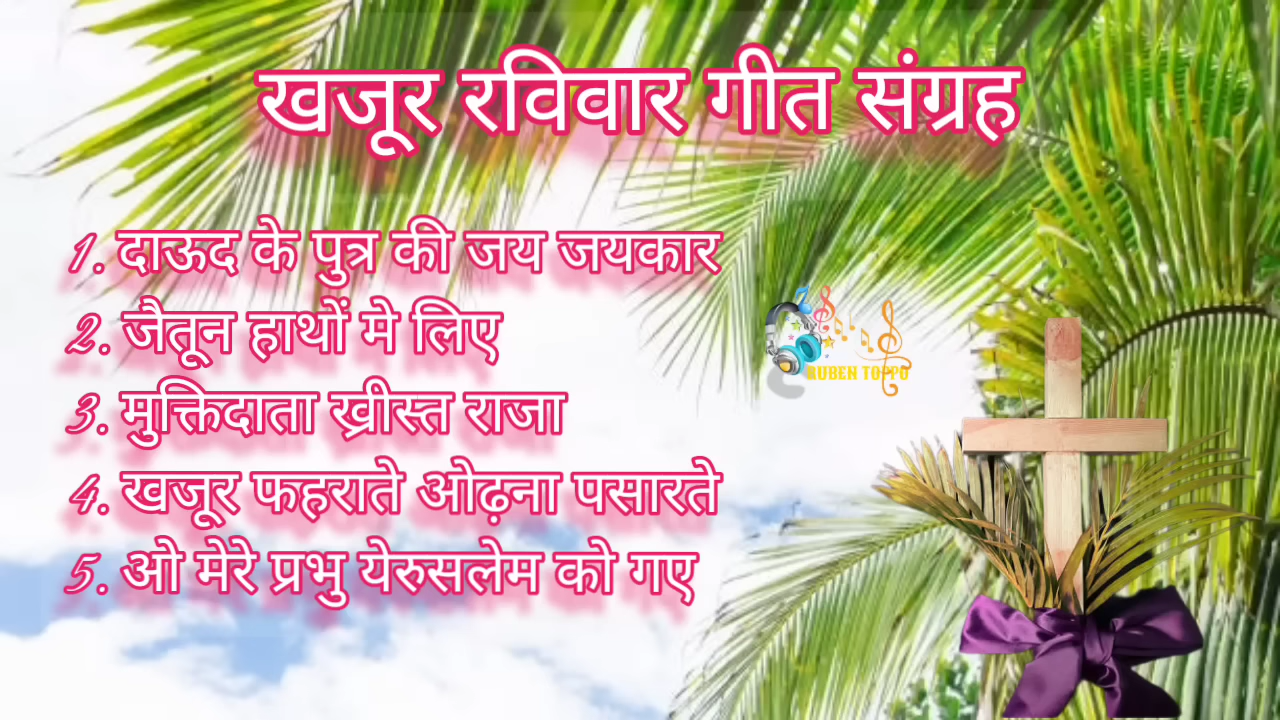 खजूर रविवार गीत संग्रह
1. दाऊद के पुत्र की जय जयकार
2. जैतून हाथों मे लिए
3. मुक्तिदाता ख्रीस्त राजा
4. खजूर फहराते ओढ़ना पसारते
5. ओ मेरे प्रभु येरुसलेम को गए
RUBEN TOPPO